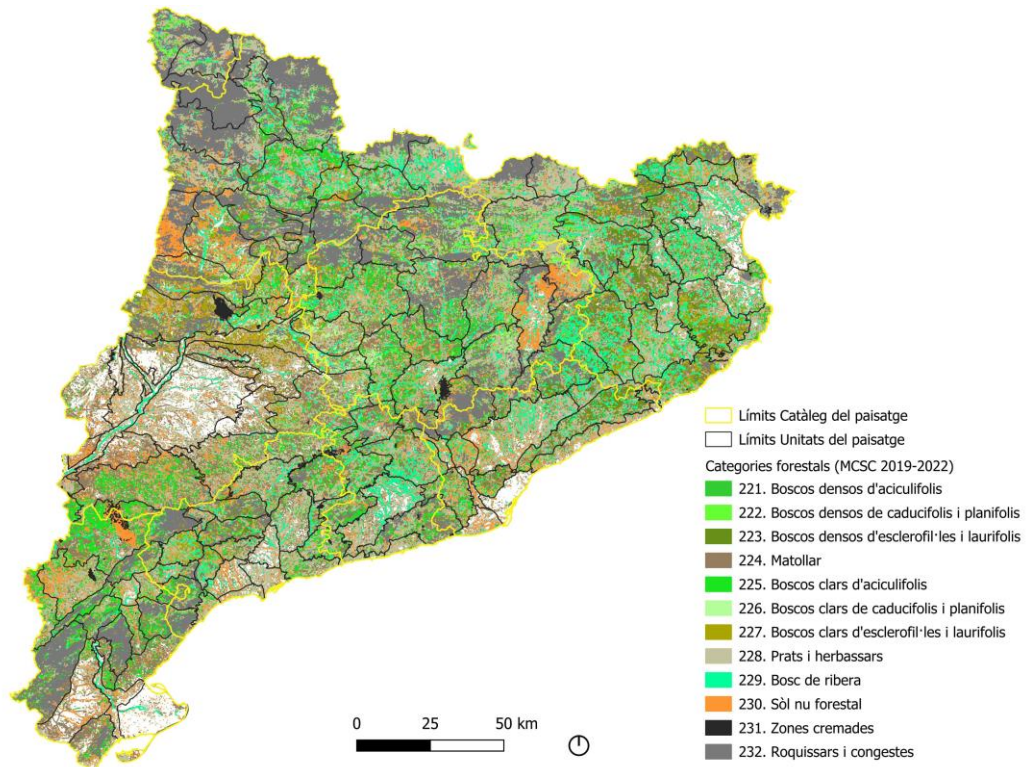 Límits Catàleg del paisatge
Límits Unitats del paisatge
Categories forestals (MCSC 2019-2022)
221. Boscos densos d'aciculifolis
222. Boscos densos de caducifolis i planifolis
223. Boscos densos d'esclerofil·les i laurifolis
224. Matollar
225. Boscos clars d'aciculifolis
226. Boscos clars de caducifolis i planifolis
227. Boscos clars d'esclerofil·les i laurifolis
228. Prats i herbassars
229. Bosc de ribera
230. Sòl nu forestal
231. Zones cremades
232. Roquissars i congestes
0 25 50 km